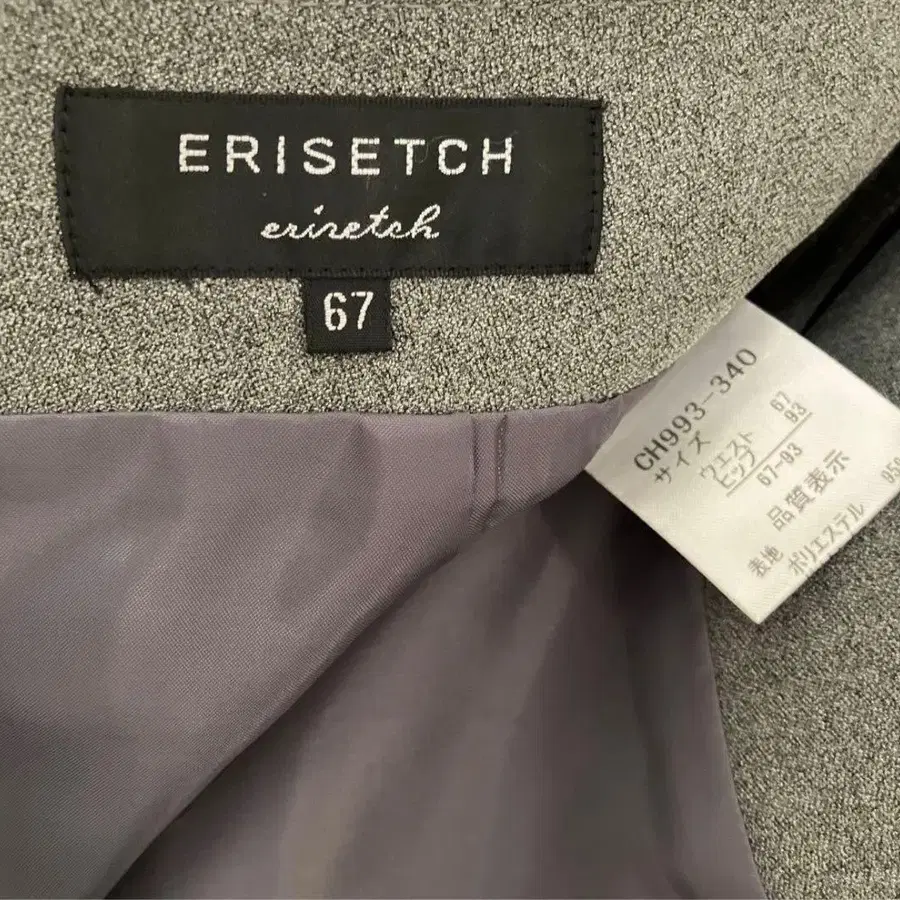 ERISETCH
erisetch
67
CH993-340
サイズ
ウエスト 67
ヒップ 93
67-93
品質表示
表地
ポリエステル